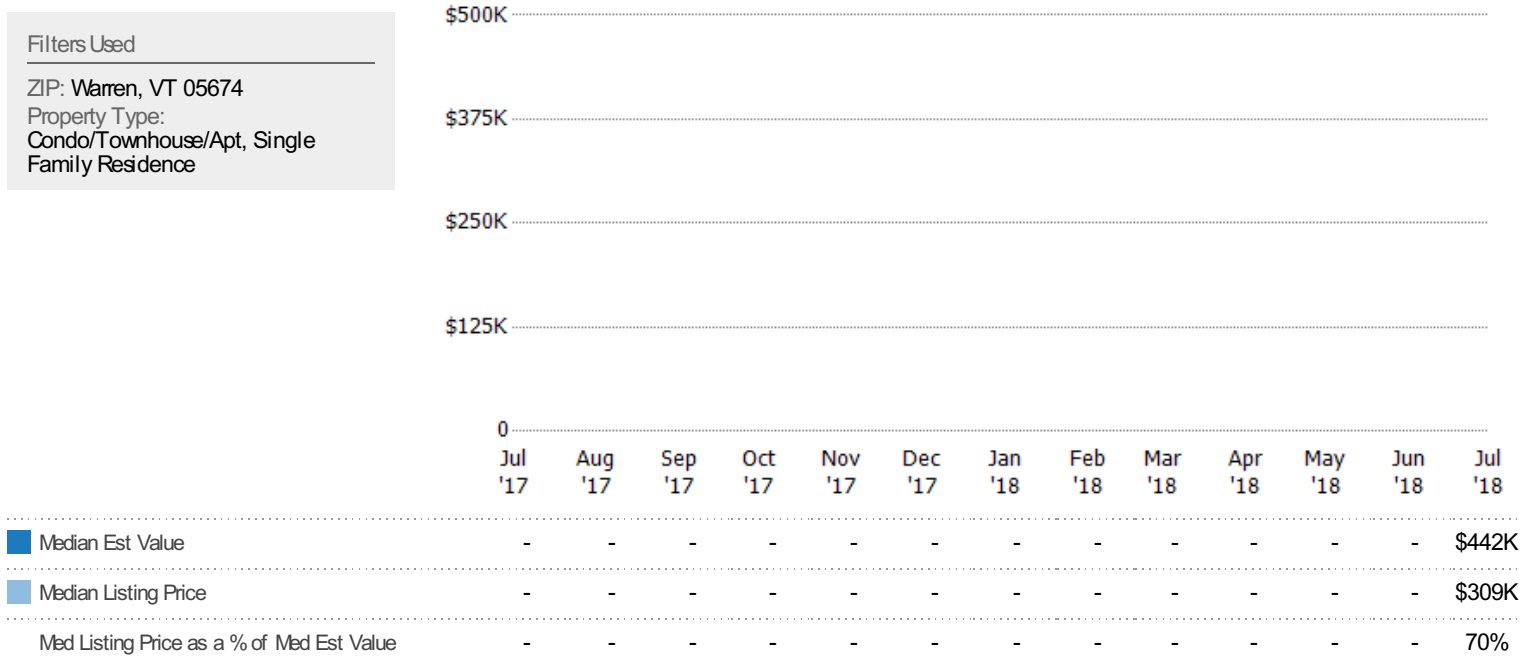 Filters Used
ZIP: Warren, VT 05674
Property Type:
Condo/Townhouse/Apt, Single
Family Residence
$500K
$375K
$250K
$125K
0
Jul Aug Sep Oct Nov Dec Jan Feb Mar Apr May Jun Jul
'17 '17 '17 '17 '17 '17 '18 '18 '18 '18 '18 '18 '18
Median Est Value - - - - - - - - - - - - $442K
Median Listing Price - - - - - - - - - - - - $309K
Med Listing Price as a % of Med Est Value - - - - - - - - - - - - 70%